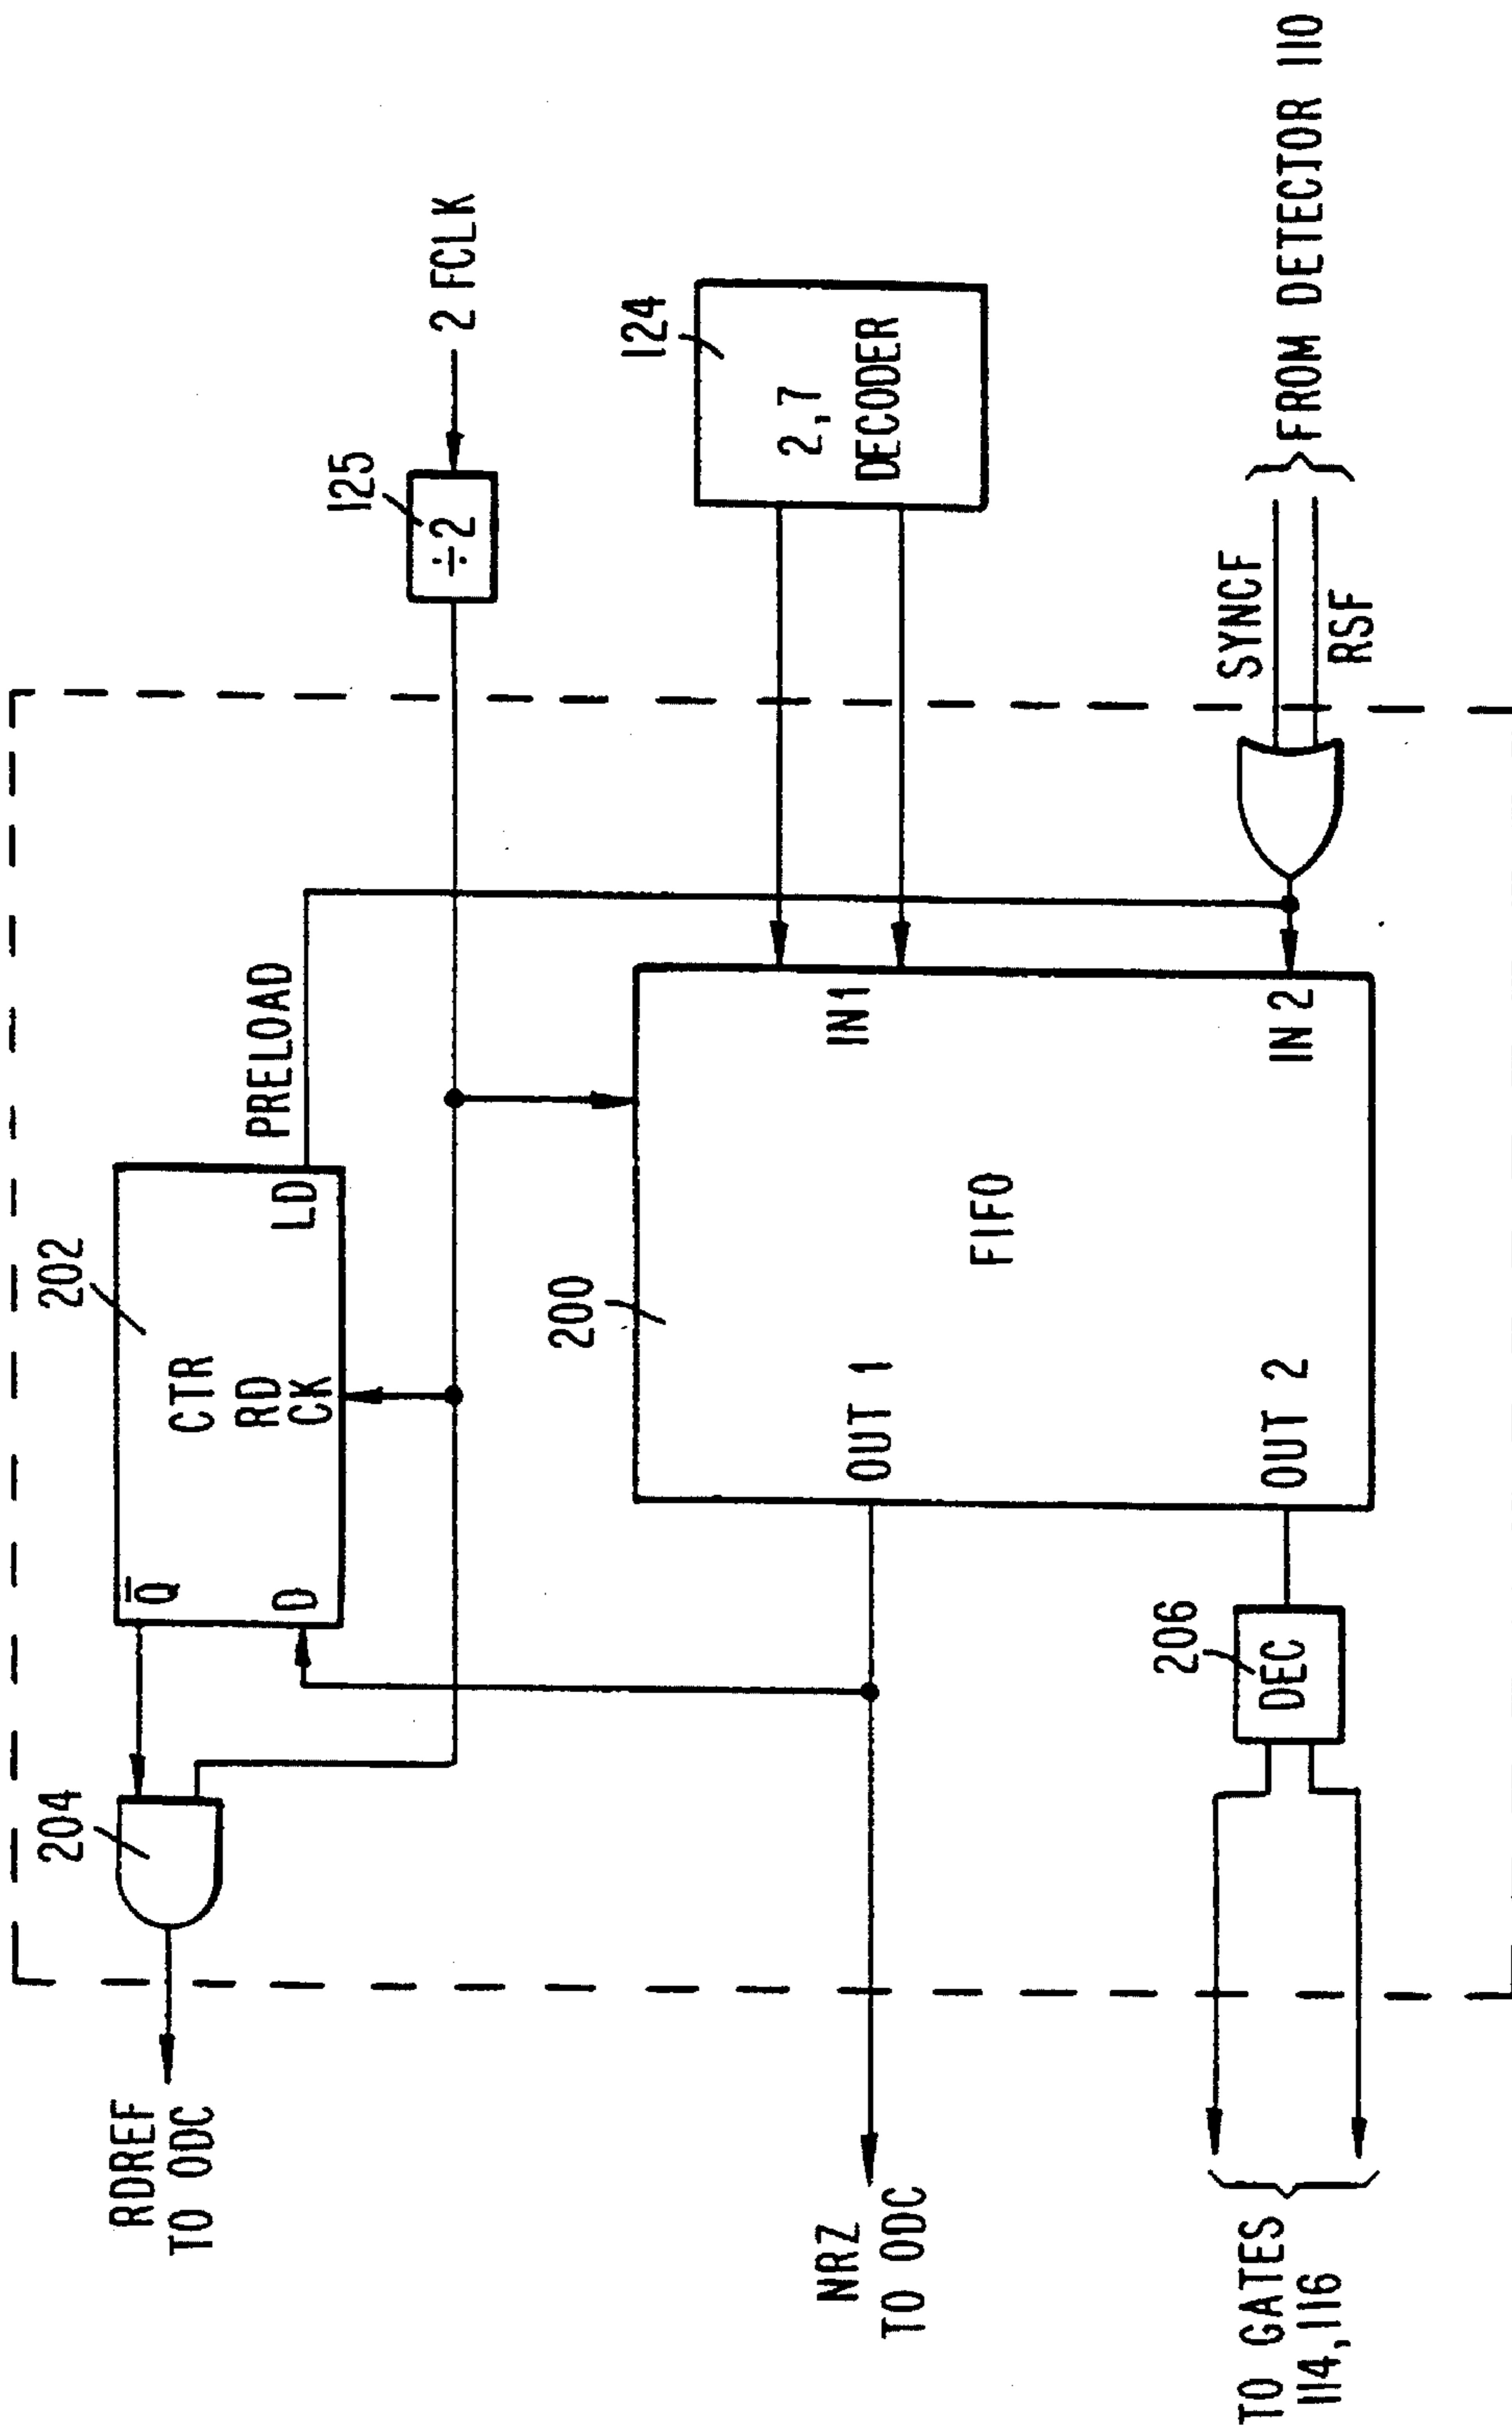 RDREF
TO ODC
204
Q̅
D
202
CTR
RD
CK
LD
PRELOAD
125
÷2
2 FCLK
200
NRZ
TO ODC
OUT 1
FIFO
IN1
124
2,7
DECODER
206
DEC
OUT 2
IN 2
SYNCF
RSF
FROM DETECTOR 110
TO GATES
114,116